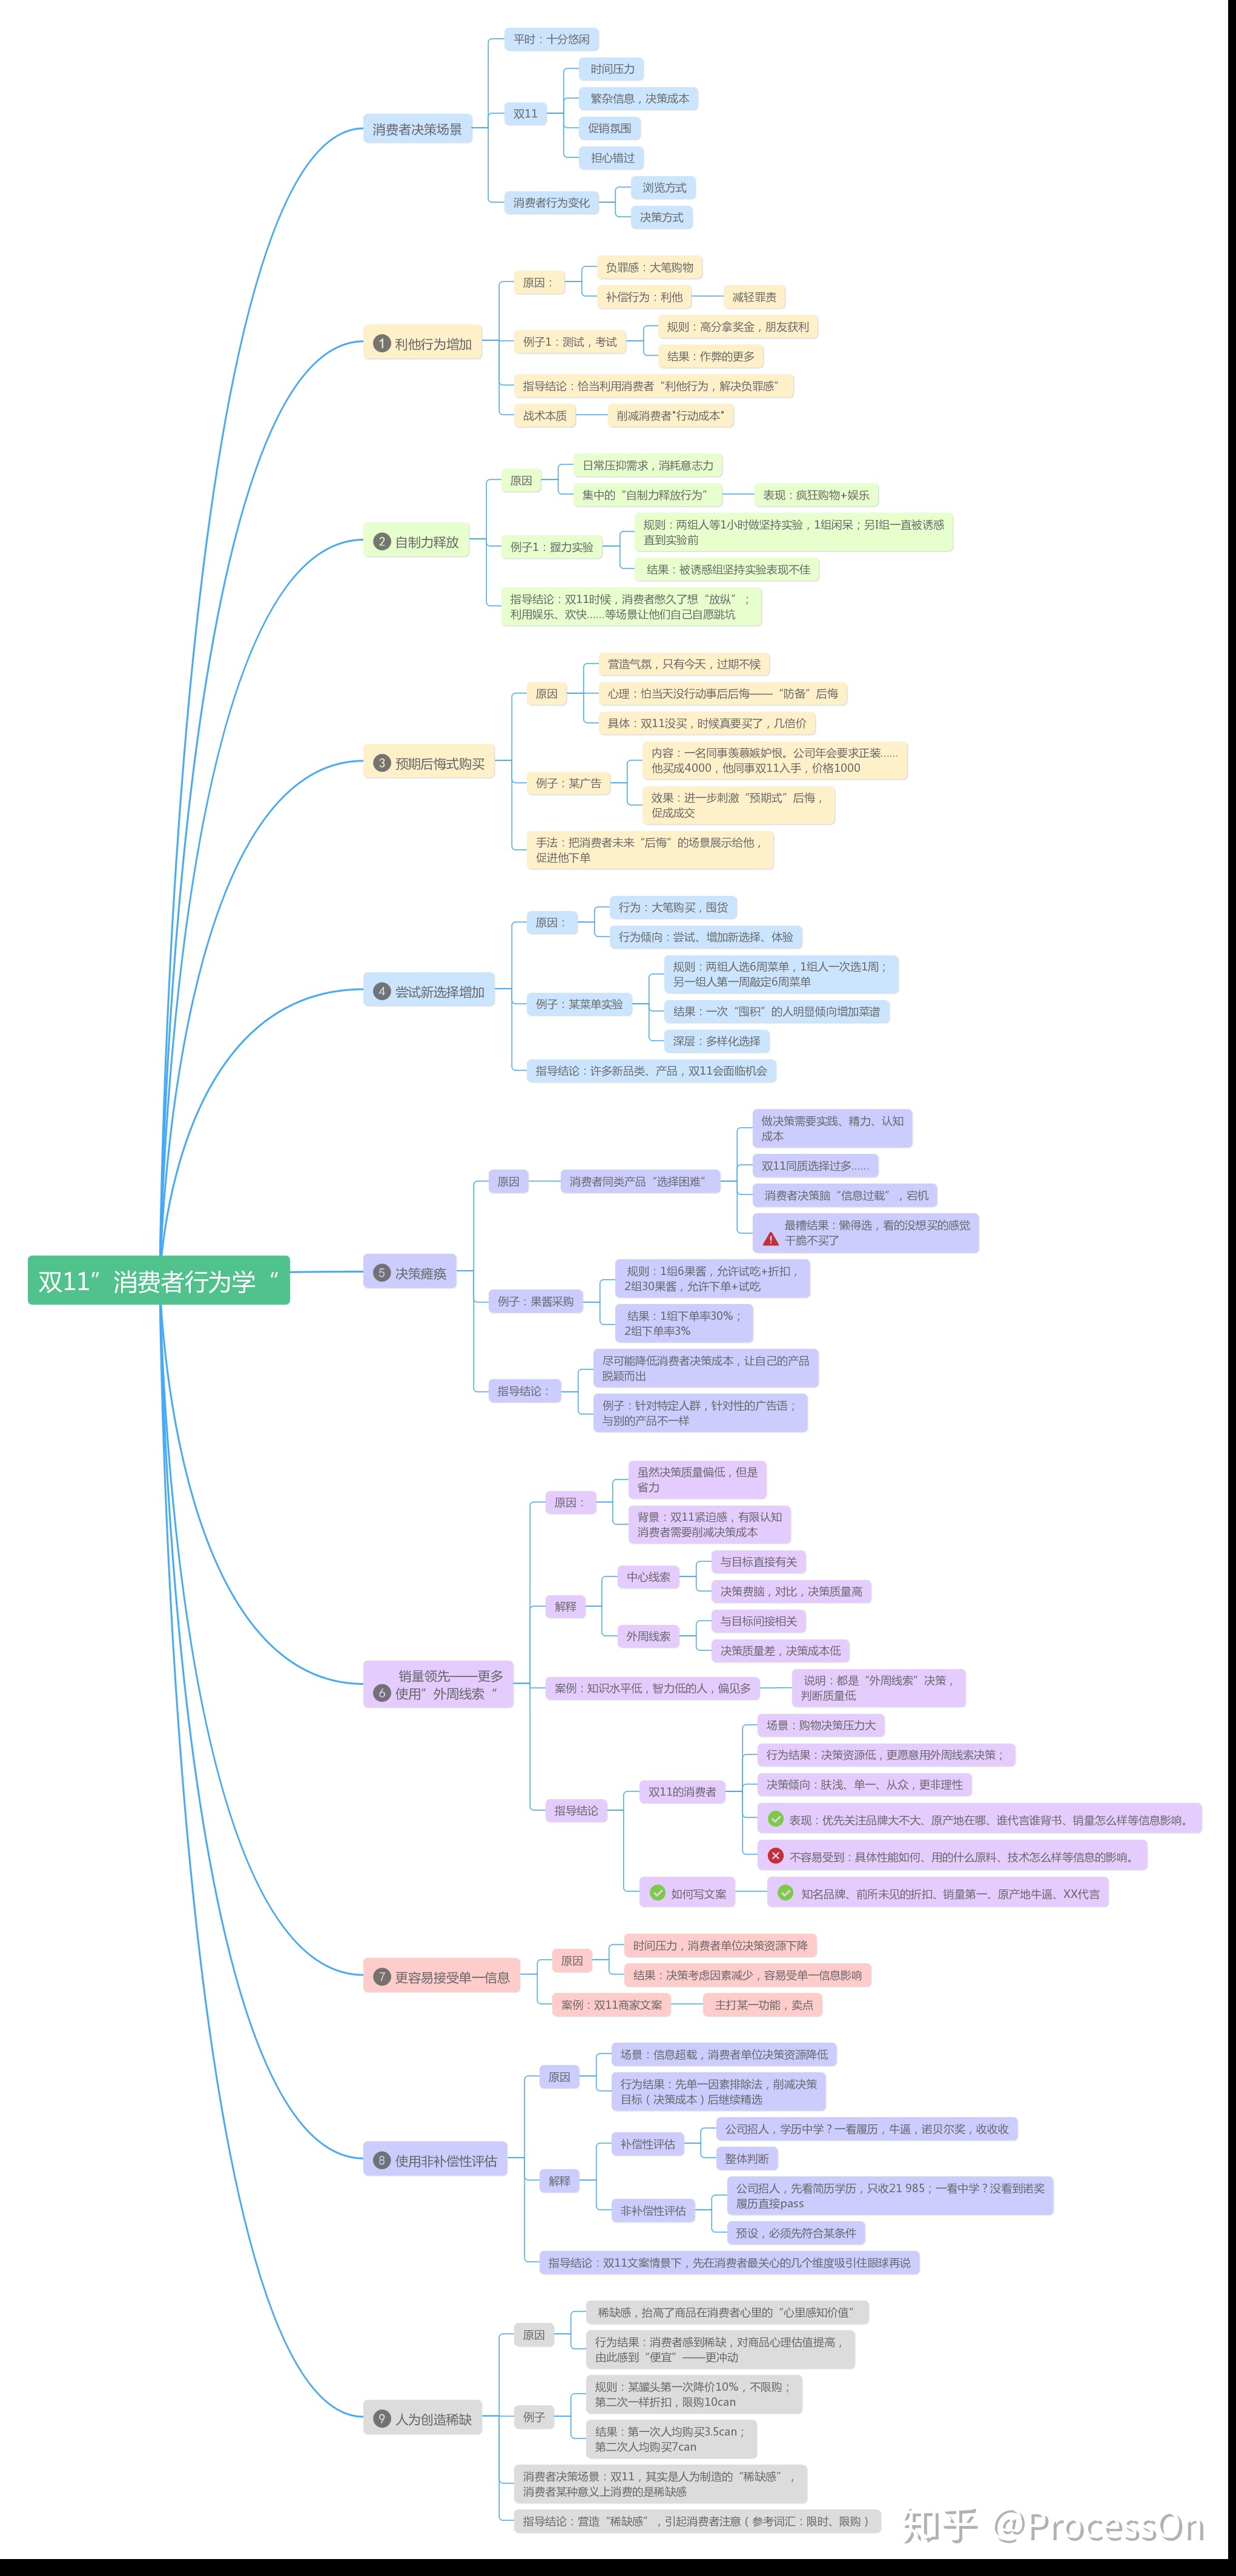 双11”消费者行为学“
消费者决策场景
平时：十分悠闲
双11
时间压力
繁杂信息，决策成本
促销氛围
担心错过
消费者行为变化
浏览方式
决策方式
1 利他行为增加
原因：
负罪感：大笔购物
补偿行为：利他
减轻罪责
例子1：测试，考试
规则：高分拿奖金，朋友获利
结果：作弊的更多
指导结论：恰当利用消费者“利他行为，解决负罪感”
战术本质
削减消费者"行动成本"
2 自制力释放
原因
日常压抑需求，消耗意志力
集中的“自制力释放行为”
表现：疯狂购物+娱乐
例子1：握力实验
规则：两组人等1小时做坚持实验，1组闲呆；另1组一直被诱惑
直到实验前
结果：被诱惑组坚持实验表现不佳
指导结论：双11时候，消费者憋久了想“放纵”；
利用娱乐、欢快……等场景让他们自己自愿跳坑
3 预期后悔式购买
原因
营造气氛，只有今天，过期不候
心理：怕当天没行动事后后悔——“防备”后悔
具体：双11没买，时候真要买了，几倍价
例子：某广告
内容：一名同事羡慕嫉妒恨。公司年会要求正装……
他买成4000，他同事双11入手，价格1000
效果：进一步刺激“预期式”后悔，
促成成交
手法：把消费者未来“后悔”的场景展示给他，
促进他下单
4 尝试新选择增加
原因：
行为：大笔购买，囤货
行为倾向：尝试、增加新选择、体验
例子：某菜单实验
规则：两组人选6周菜单，1组人一次选1周；
另一组人第一周敲定6周菜单
结果：一次“囤积”的人明显倾向增加菜谱
深层：多样化选择
指导结论：许多新品类、产品，双11会面临机会
5 决策瘫痪
原因
消费者同类产品“选择困难”
做决策需要实践、精力、认知
成本
双11同质选择过多……
消费者决策脑“信息过载”，宕机
最槽结果：懒得选，看的没想买的感觉
干脆不买了
例子：果酱采购
规则：1组6果酱，允许试吃+折扣，
2组30果酱，允许下单+试吃
结果：1组下单率30%；
2组下单率3%
指导结论：
尽可能降低消费者决策成本，让自己的产品
脱颖而出
例子：针对特定人群，针对性的广告语；
与别的产品不一样
6 销量领先——更多
使用”外周线索“
原因：
虽然决策质量偏低，但是
省力
背景：双11紧迫感，有限认知
消费者需要削减决策成本
解释
中心线索
与目标直接有关
决策费脑，对比，决策质量高
外周线索
与目标间接相关
决策质量差，决策成本低
案例：知识水平低，智力低的人，偏见多
说明：都是“外周线索”决策，
判断质量低
指导结论
双11的消费者
场景：购物决策压力大
行为结果：决策资源低，更愿意用外周线索决策；
决策倾向：肤浅、单一、从众，更非理性
表现：优先关注品牌大不大、原产地在哪、谁代言谁背书、销量怎么样等信息影响。
不容易受到：具体性能如何、用的什么原料、技术怎么样等信息的影响。
如何写文案
知名品牌、前所未见的折扣、销量第一、原产地牛逼、XX代言
7 更容易接受单一信息
原因
时间压力，消费者单位决策资源下降
结果：决策考虑因素减少，容易受单一信息影响
案例：双11商家文案
主打某一功能，卖点
8 使用非补偿性评估
原因
场景：信息超载，消费者单位决策资源降低
行为结果：先单一因素排除法，削减决策
目标（决策成本）后继续精选
解释
补偿性评估
公司招人，学历中学？一看履历，牛逼，诺贝尔奖，收收收
整体判断
非补偿性评估
公司招人，先看简历学历，只收21 985；一看中学？没看到诺奖
履历直接pass
预设，必须先符合某条件
指导结论：双11文案情景下，先在消费者最关心的几个维度吸引住眼球再说
9 人为创造稀缺
原因
稀缺感，抬高了商品在消费者心里的“心里感知价值”
行为结果：消费者感到稀缺，对商品心理估值提高，
由此感到“便宜”——更冲动
例子
规则：某罐头第一次降价10%，不限购；
第二次一样折扣，限购10can
结果：第一次人均购买3.5can；
第二次人均购买7can
消费者决策场景：双11，其实是人为制造的“稀缺感”，
消费者某种意义上消费的是稀缺感
指导结论：营造“稀缺感”，引起消费者注意（参考词汇：限时、限购）
知乎 @ProcessOn